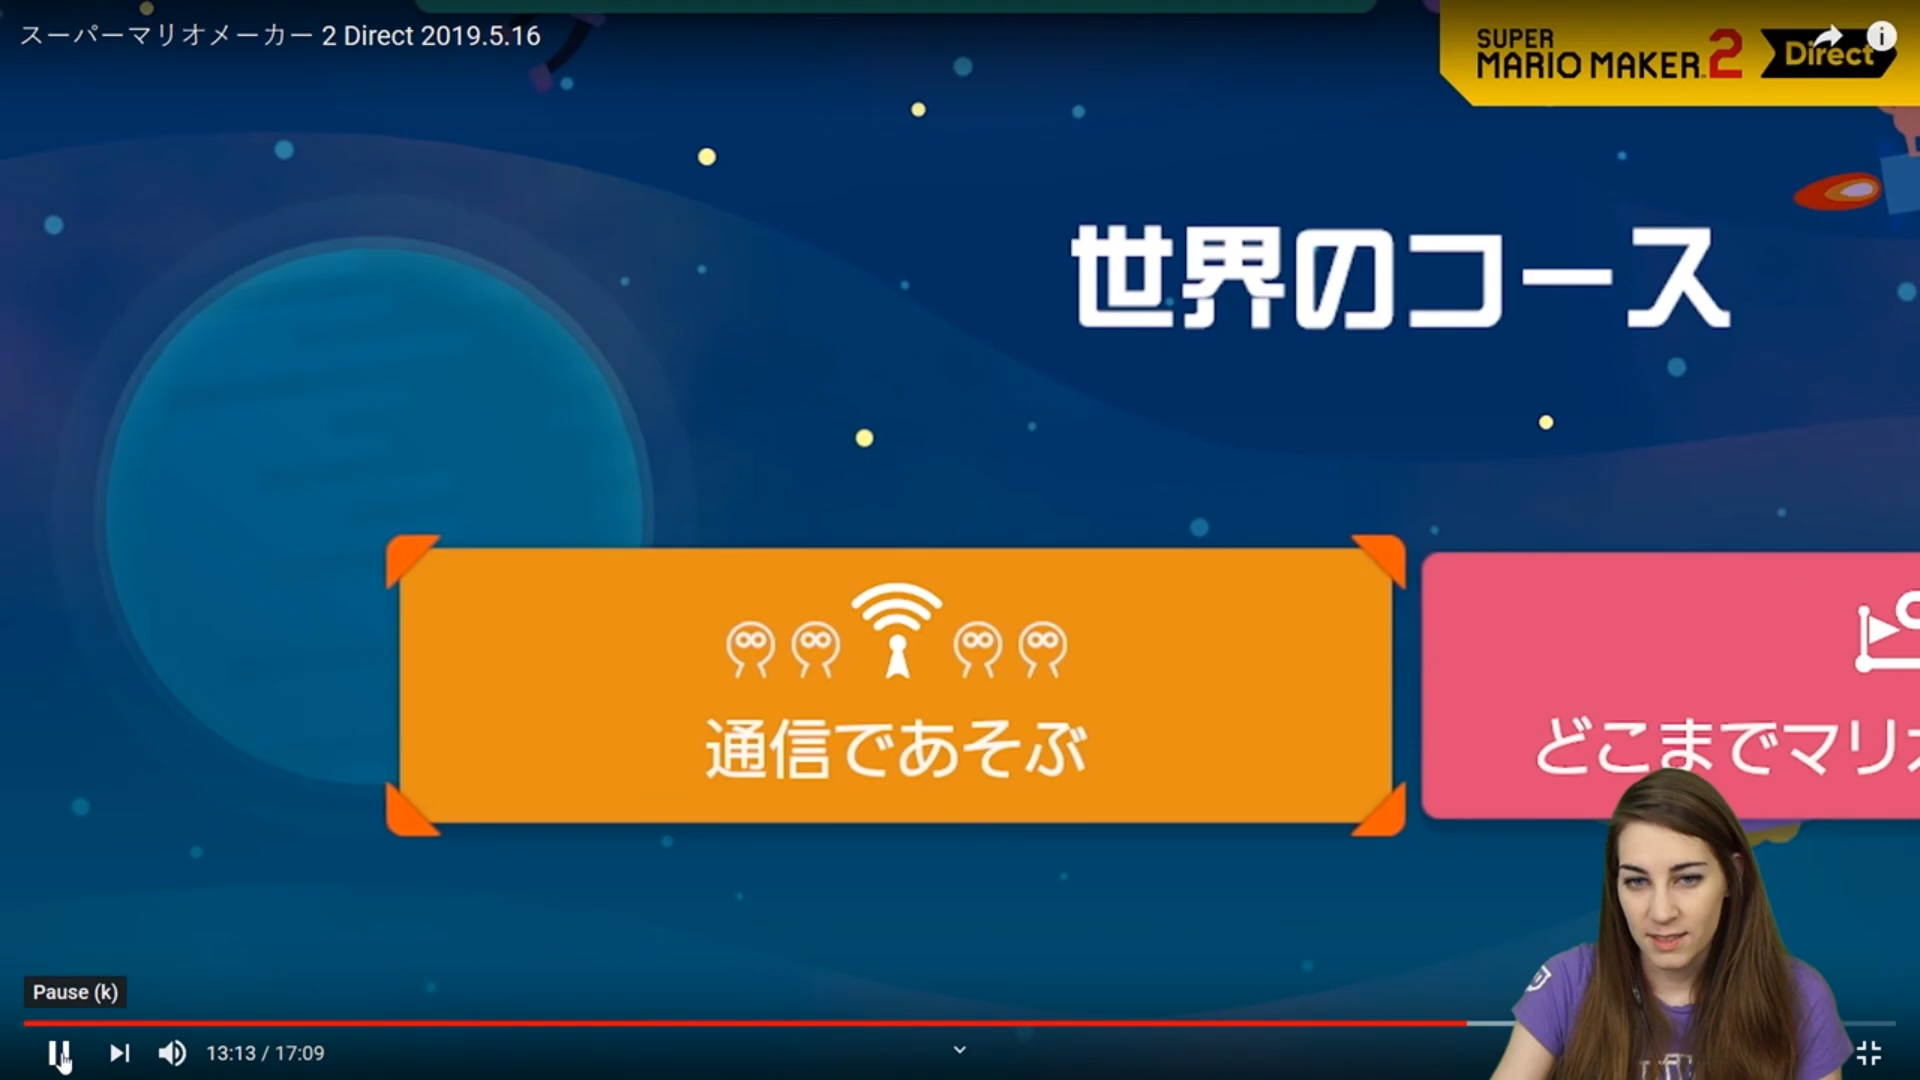 スーパーマリオメーカー 2 Direct 2019.5.16
SUPER
MARIO MAKER 2
Direct
世界のコース
通信であそぶ
どこまでマリオ
Pause (k)
13:13 / 17:09